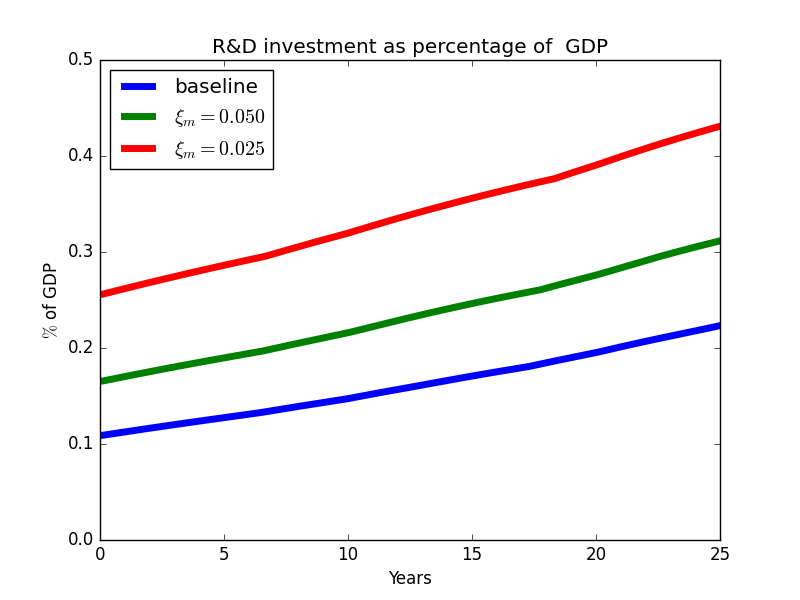 R&D investment as percentage of  GDP
baseline
ξm = 0.050
ξm = 0.025
0.5
0.4
0.3
0.2
0.1
0.0
% of GDP
0 5 10 15 20 25
Years